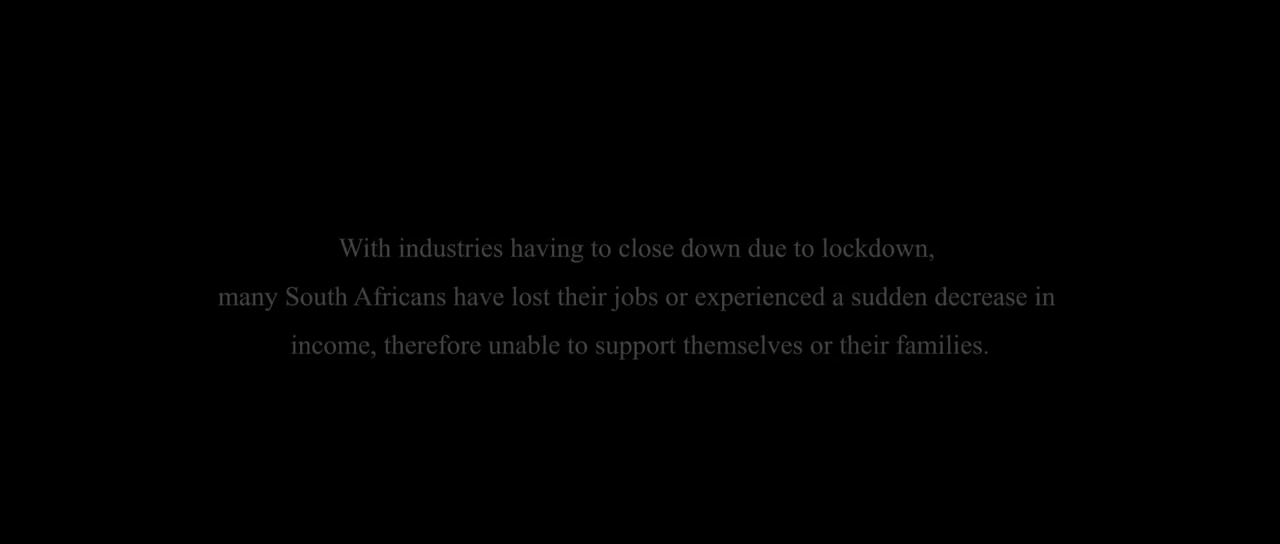 With industries having to close down due to lockdown,
many South Africans have lost their jobs or experienced a sudden decrease in
income, therefore unable to support themselves or their families.